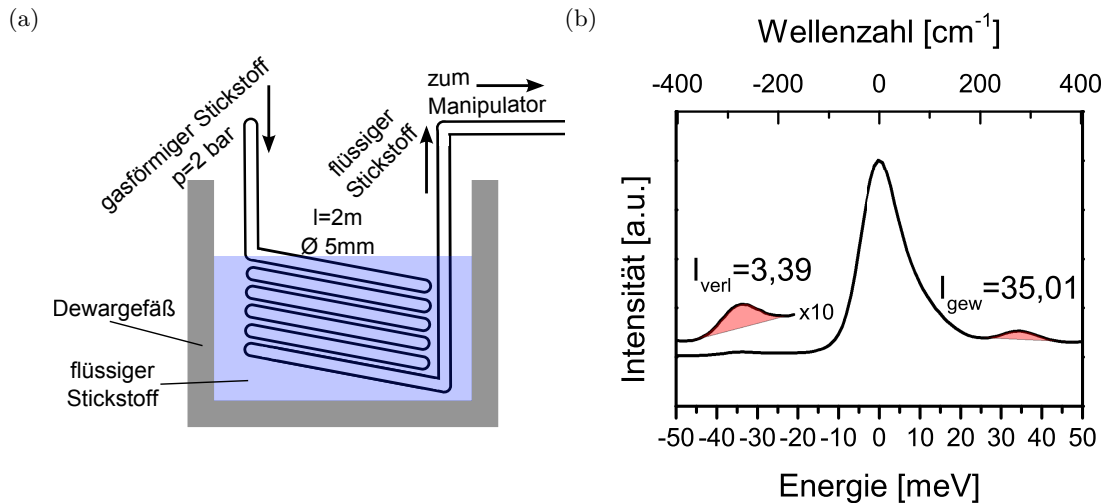 (a)
gasförmiger Stickstoff
p=2 bar
flüssiger
Stickstoff
zum
Manipulator
l=2m
Ø 5mm
Dewargefäß
flüssiger
Stickstoff
(b)
Wellenzahl [cm⁻¹]
-400 -200 0 200 400
Intensität [a.u.]
I_verl=3,39
x10
I_gew=35,01
-50 -40 -30 -20 -10 0 10 20 30 40 50
Energie [meV]